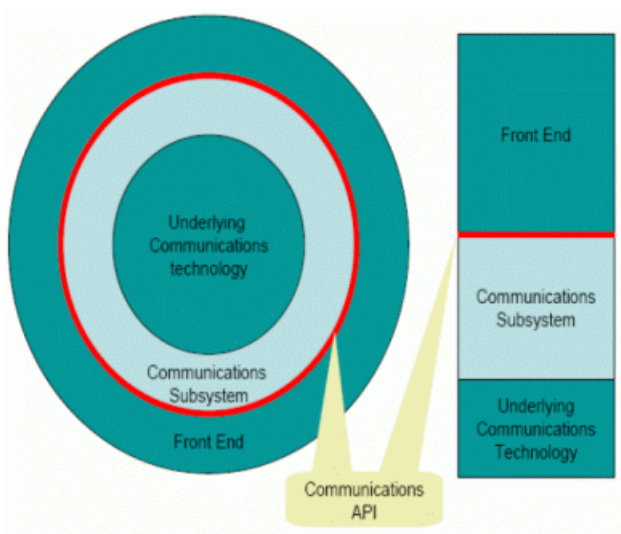 Underlying
Communications
technology
Communications
Subsystem
Front End
Front End
Communications
Subsystem
Underlying
Communications
Technology
Communications
API